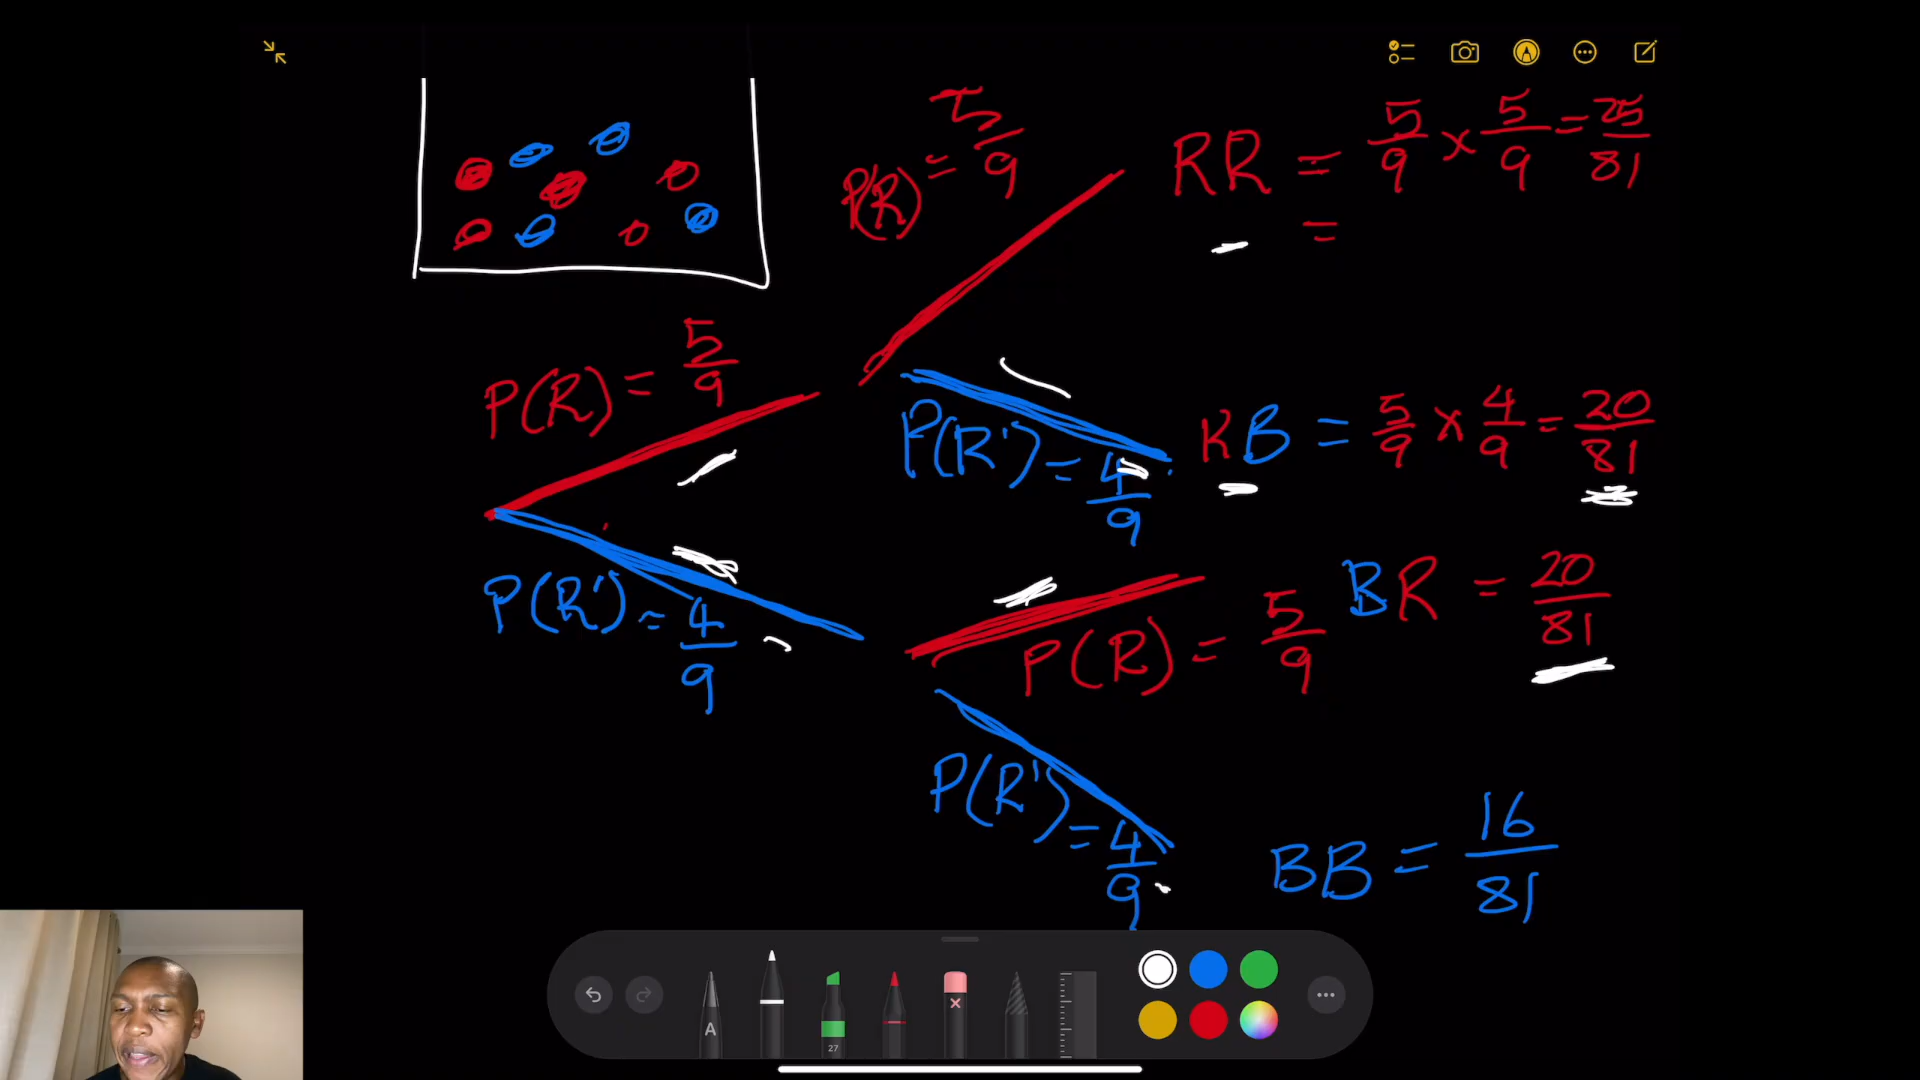 P(R) = 5/9
RR = 5/9 × 5/9 = 25/81
=
P(R) = 5/9
P(R') = 4/9
RB = 5/9 × 4/9 = 20/81
P(R') = 4/9
P(R) = 5/9
BR = 20/81
P(R') = 4/9
BB = 16/81
A
27